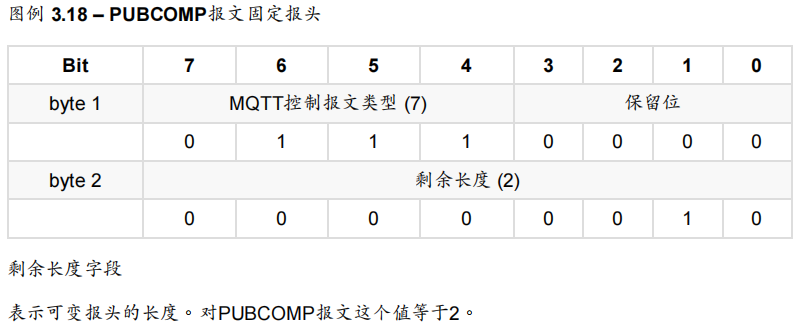 图例 3.18 – PUBCOMP报文固定报头
Bit 7 6 5 4 3 2 1 0
byte 1 MQTT控制报文类型 (7) 保留位
0 1 1 1 0 0 0 0
byte 2 剩余长度 (2)
0 0 0 0 0 0 1 0
剩余长度字段
表示可变报头的长度。对PUBCOMP报文这个值等于2。